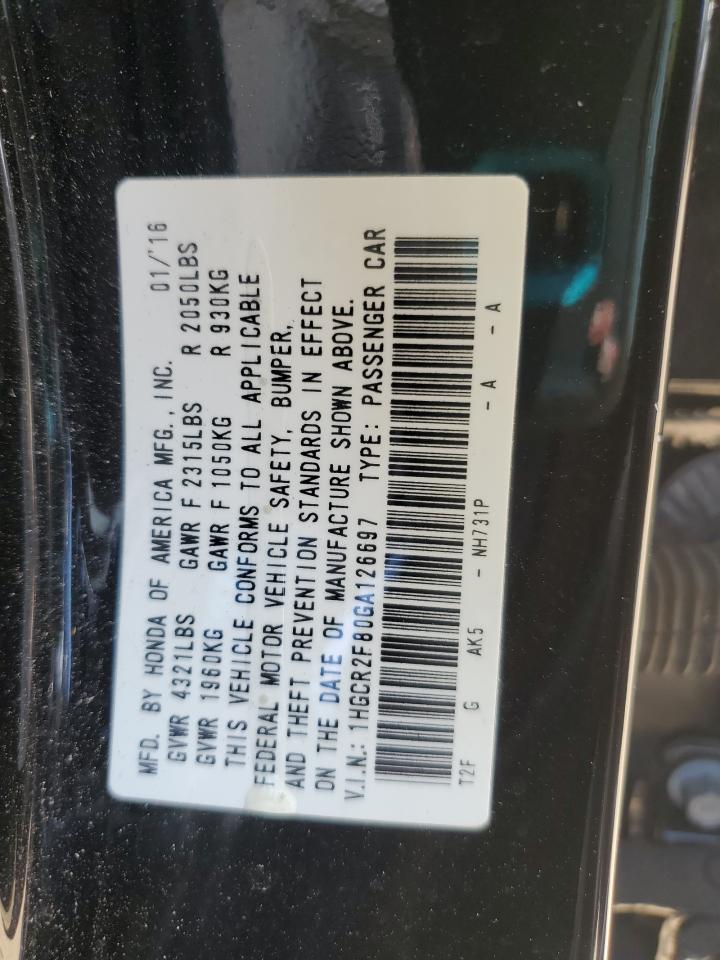 MFD. BY HONDA OF AMERICA MFG., INC. 01/'16
GVWR 4321LBS GAWR F 2315LBS R 2050LBS
GVWR 1960KG GAWR F 1050KG R 930KG
THIS VEHICLE CONFORMS TO ALL APPLICABLE
FEDERAL MOTOR VEHICLE SAFETY, BUMPER,
AND THEFT PREVENTION STANDARDS IN EFFECT
ON THE DATE OF MANUFACTURE SHOWN ABOVE.
V.I.N.: 1HGCR2F80GA126697 TYPE: PASSENGER CAR
T2F G AK5 - NH731P - A - A